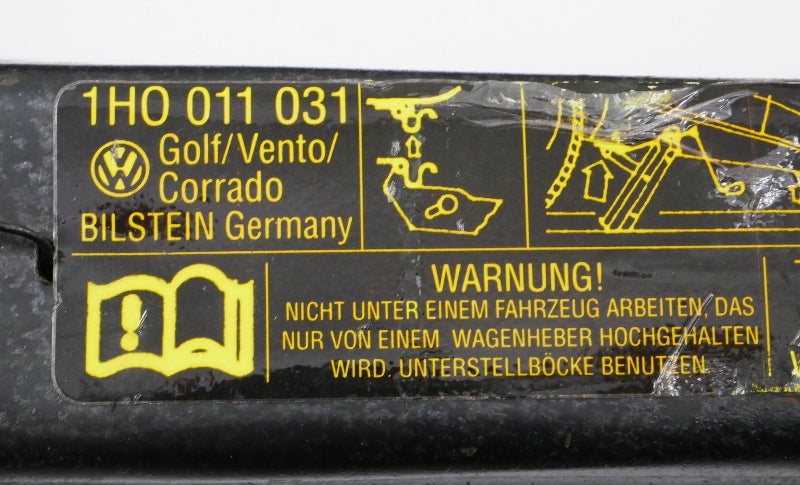 1H0 011 031
Golf/Vento/
Corrado
BILSTEIN Germany
WARNUNG!
NICHT UNTER EINEM FAHRZEUG ARBEITEN, DAS
NUR VON EINEM WAGENHEBER HOCHGEHALTEN
WIRD. UNTERSTELLBÖCKE BENUTZEN.